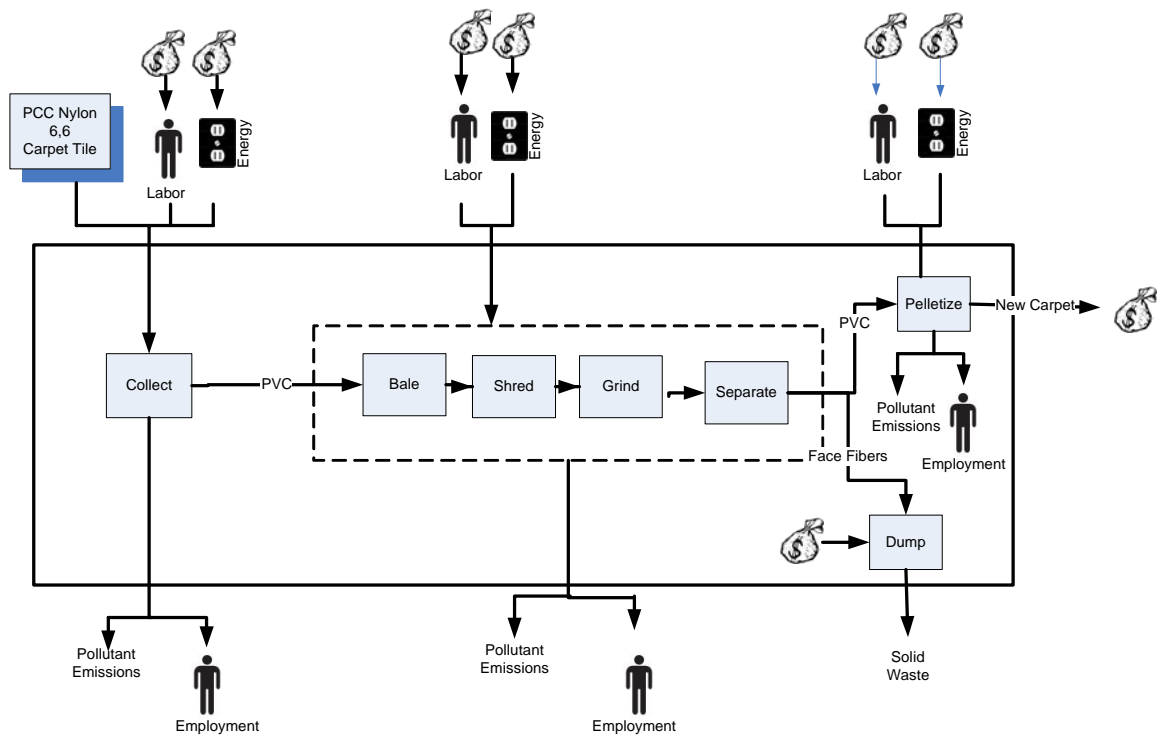 PCC Nylon
6,6
Carpet Tile
Labor
Energy
$
$
Labor
Energy
$
$
Labor
Energy
$
$
Collect
PVC
Bale
Shred
Grind
Separate
PVC
Pelletize
New Carpet
$
Pollutant
Emissions
Employment
Face Fibers
$
Dump
Pollutant
Emissions
Employment
Pollutant
Emissions
Employment
Solid
Waste